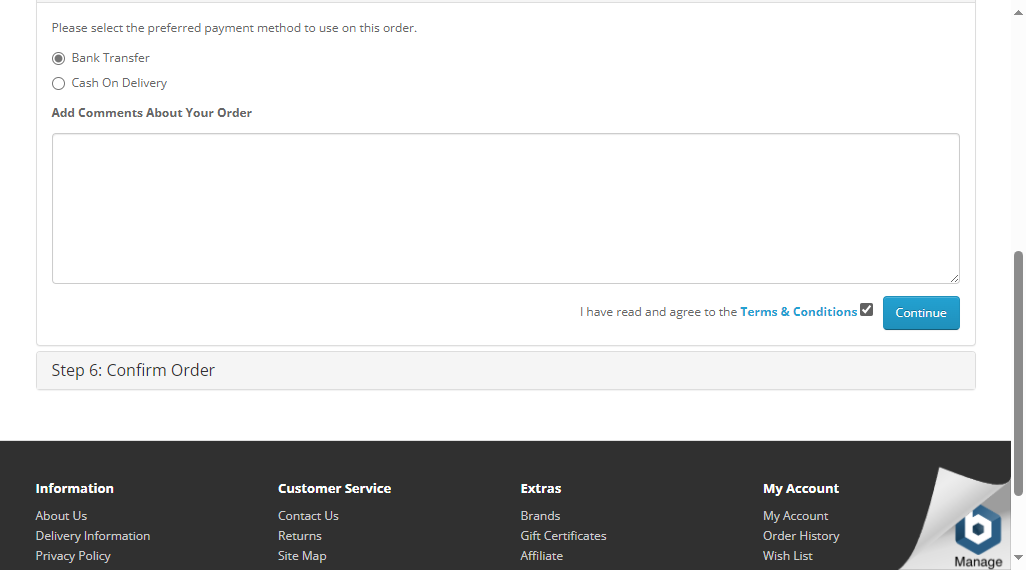 Please select the preferred payment method to use on this order.
Bank Transfer
Cash On Delivery
Add Comments About Your Order
I have read and agree to the Terms & Conditions
Continue
Step 6: Confirm Order
Information
About Us
Delivery Information
Privacy Policy
Customer Service
Contact Us
Returns
Site Map
Extras
Brands
Gift Certificates
Affiliate
My Account
My Account
Order History
Wish List
Manage